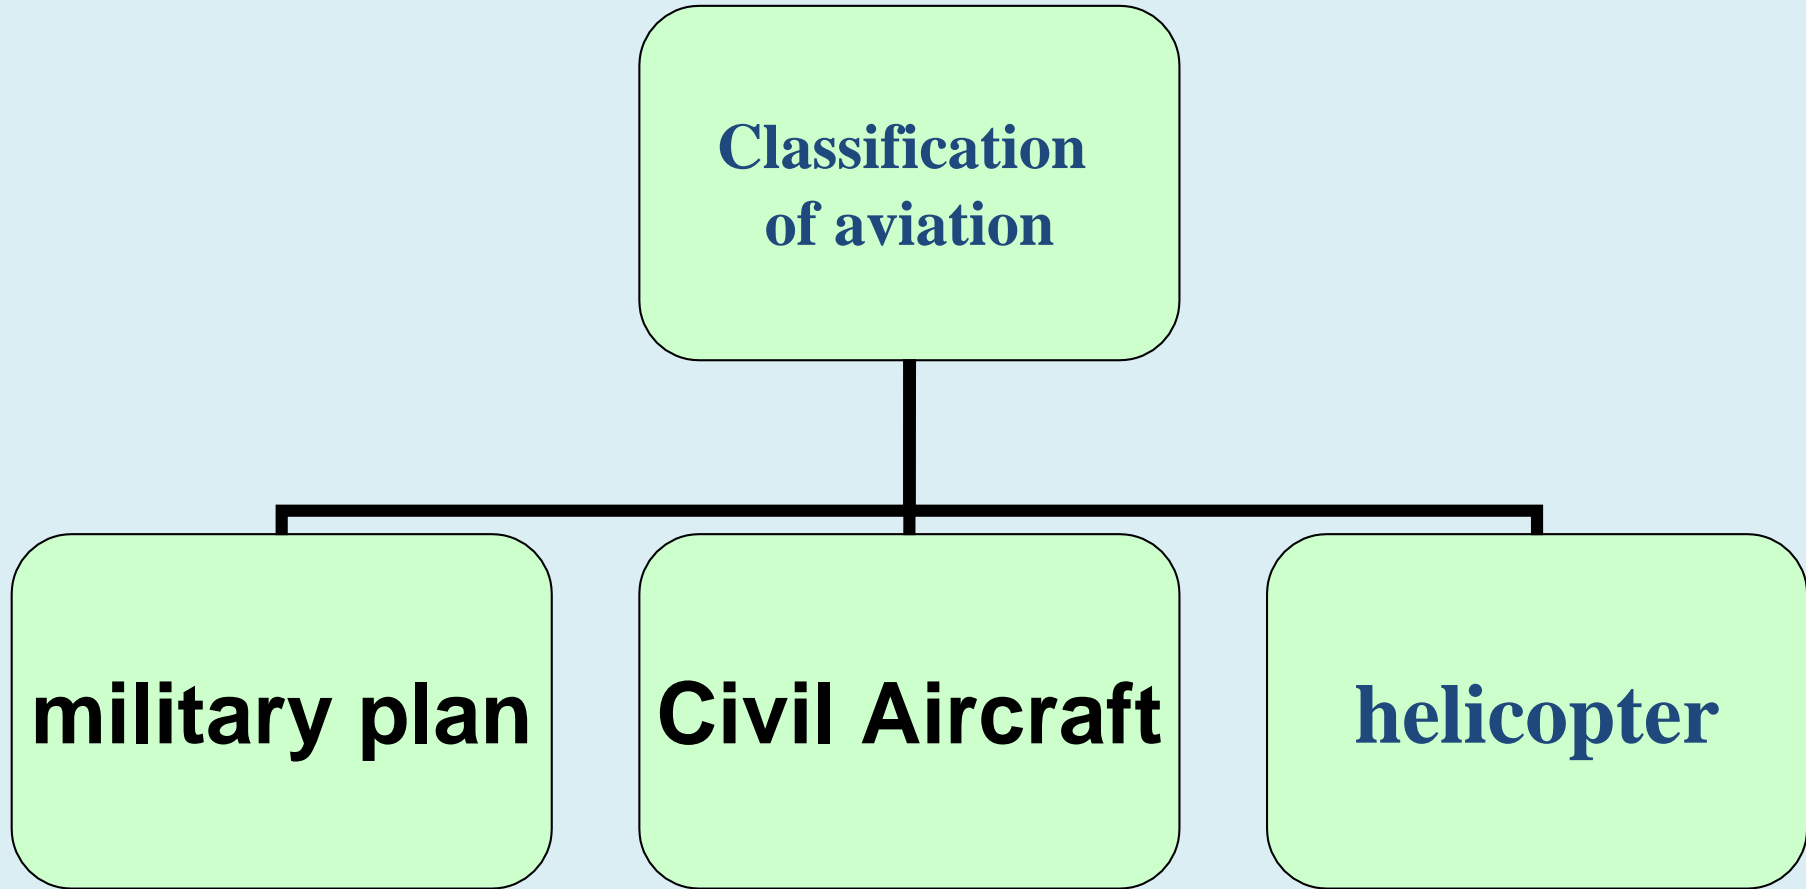 Classification
of aviation
military plan
Civil Aircraft
helicopter